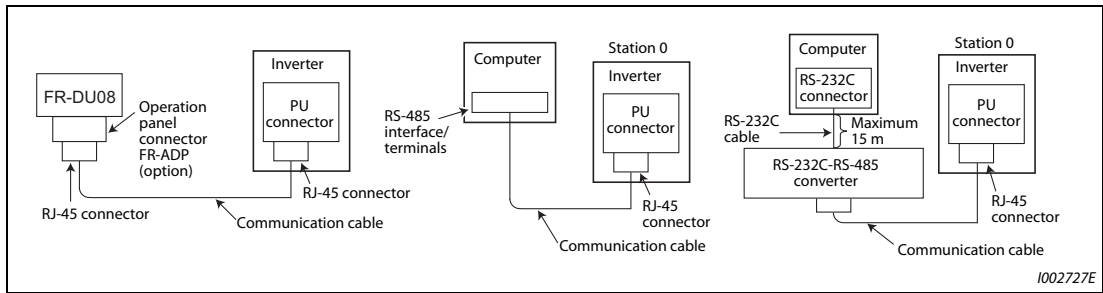 FR-DU08
Operation
panel
connector
FR-ADP
(option)
RJ-45 connector
Inverter
PU
connector
RJ-45 connector
Communication cable
Computer
RS-485
interface/
terminals
Station 0
Inverter
PU
connector
RJ-45
connector
Communication cable
Computer
RS-232C
connector
RS-232C
cable
Maximum
15 m
RS-232C-RS-485
converter
Station 0
Inverter
PU
connector
RJ-45
connector
Communication cable
I002727E